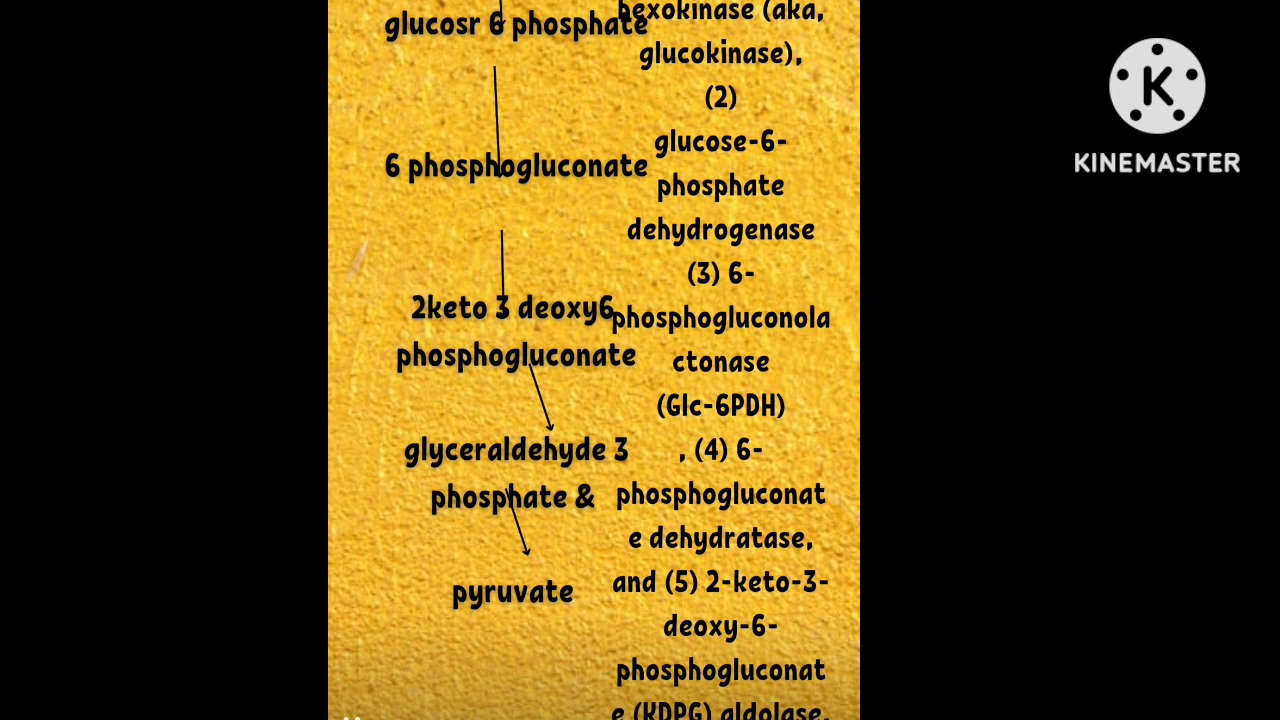 glucosr 6 phosphate
6 phosphogluconate
2keto 3 deoxy6
phosphogluconate
glyceraldehyde 3
phosphate &
pyruvate
hexokinase (aka,
glucokinase),
(2)
glucose-6-
phosphate
dehydrogenase
(3) 6-
phosphogluconola
ctonase
(Glc-6PDH)
, (4) 6-
phosphogluconat
e dehydratase,
and (5) 2-keto-3-
deoxy-6-
phosphogluconat
e (KDPG) aldolase.
K
KINEMASTER